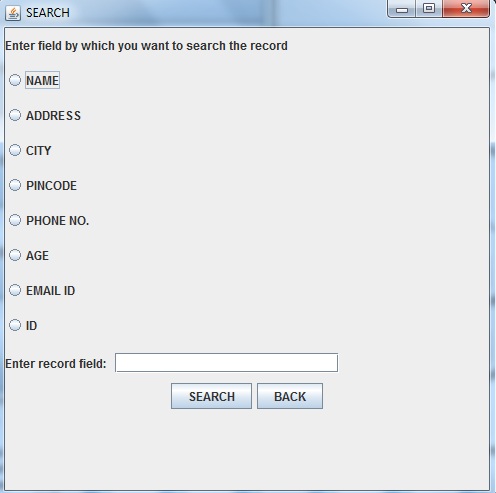 SEARCH
Enter field by which you want to search the record
NAME
ADDRESS
CITY
PINCODE
PHONE NO.
AGE
EMAIL ID
ID
Enter record field:
SEARCH BACK